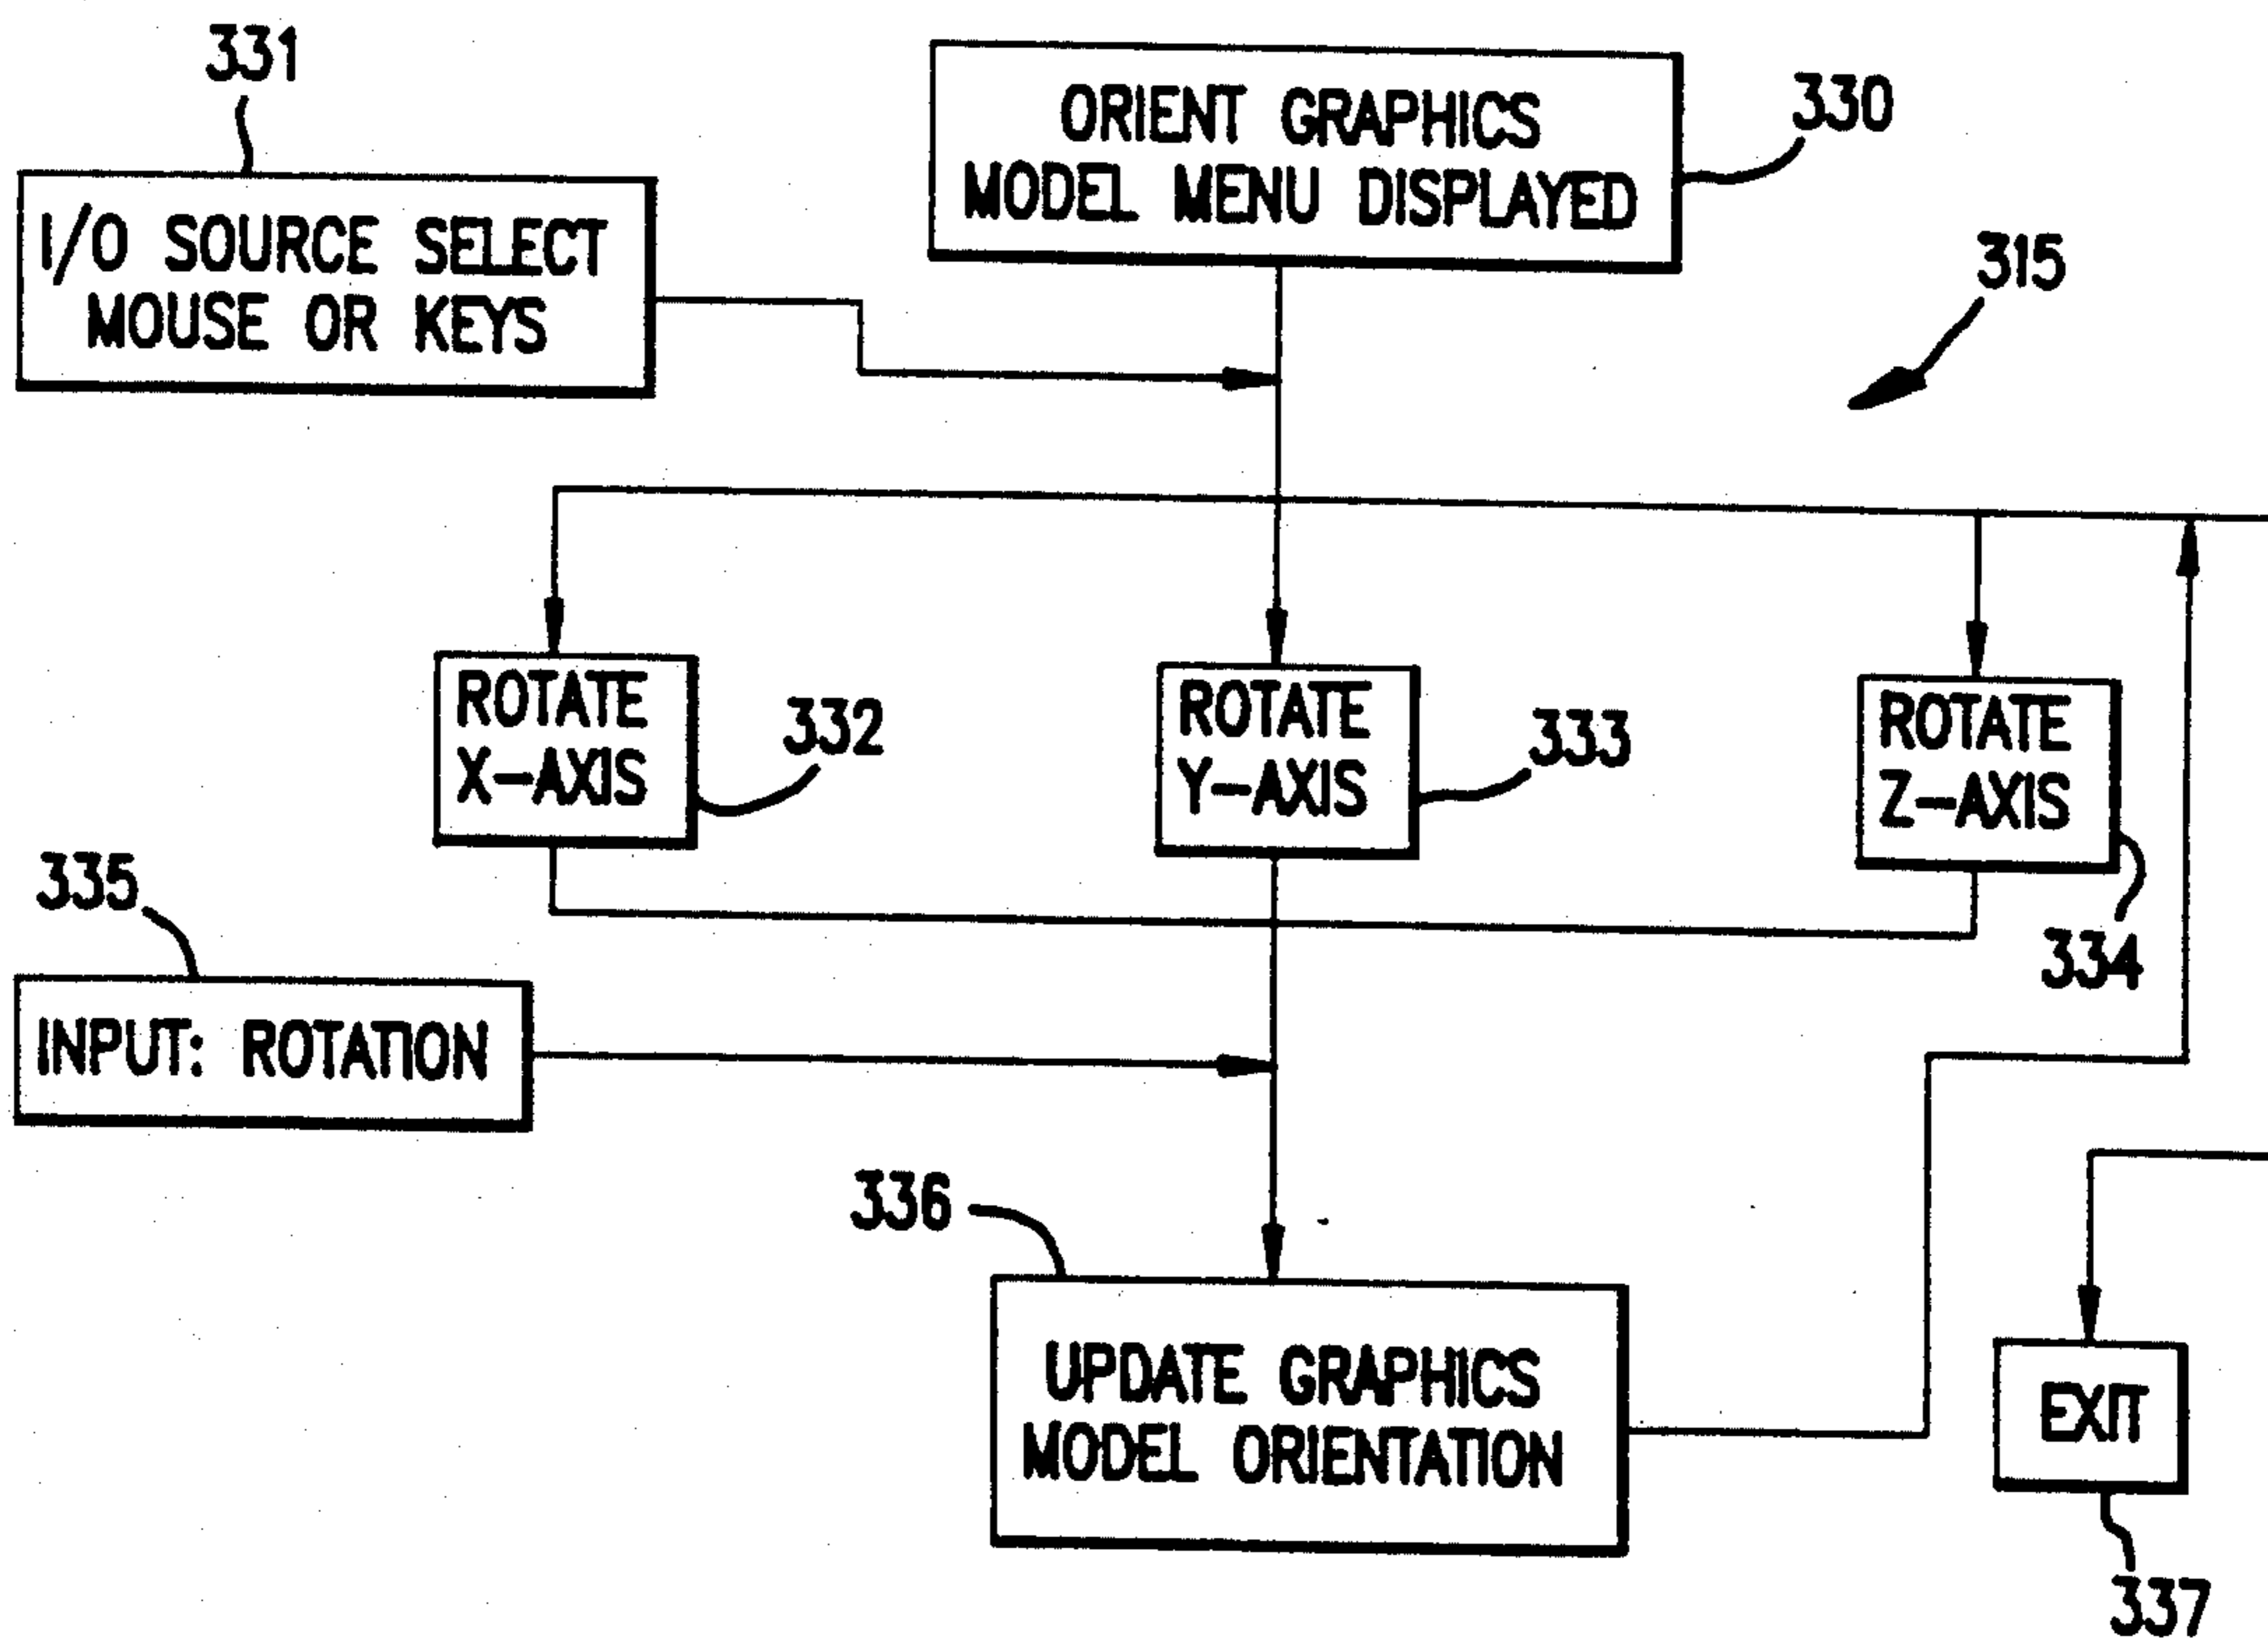 331
ORIENT GRAPHICS
MODEL MENU DISPLAYED
330
I/O SOURCE SELECT
MOUSE OR KEYS
315
ROTATE
X-AXIS
332
ROTATE
Y-AXIS
333
ROTATE
Z-AXIS
334
335
INPUT: ROTATION
336
UPDATE GRAPHICS
MODEL ORIENTATION
EXIT
337